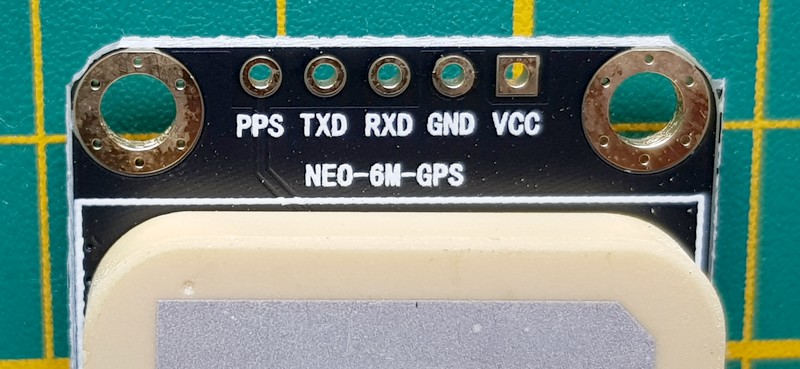 PPS TXD RXD GND VCC
NEO-6M-GPS